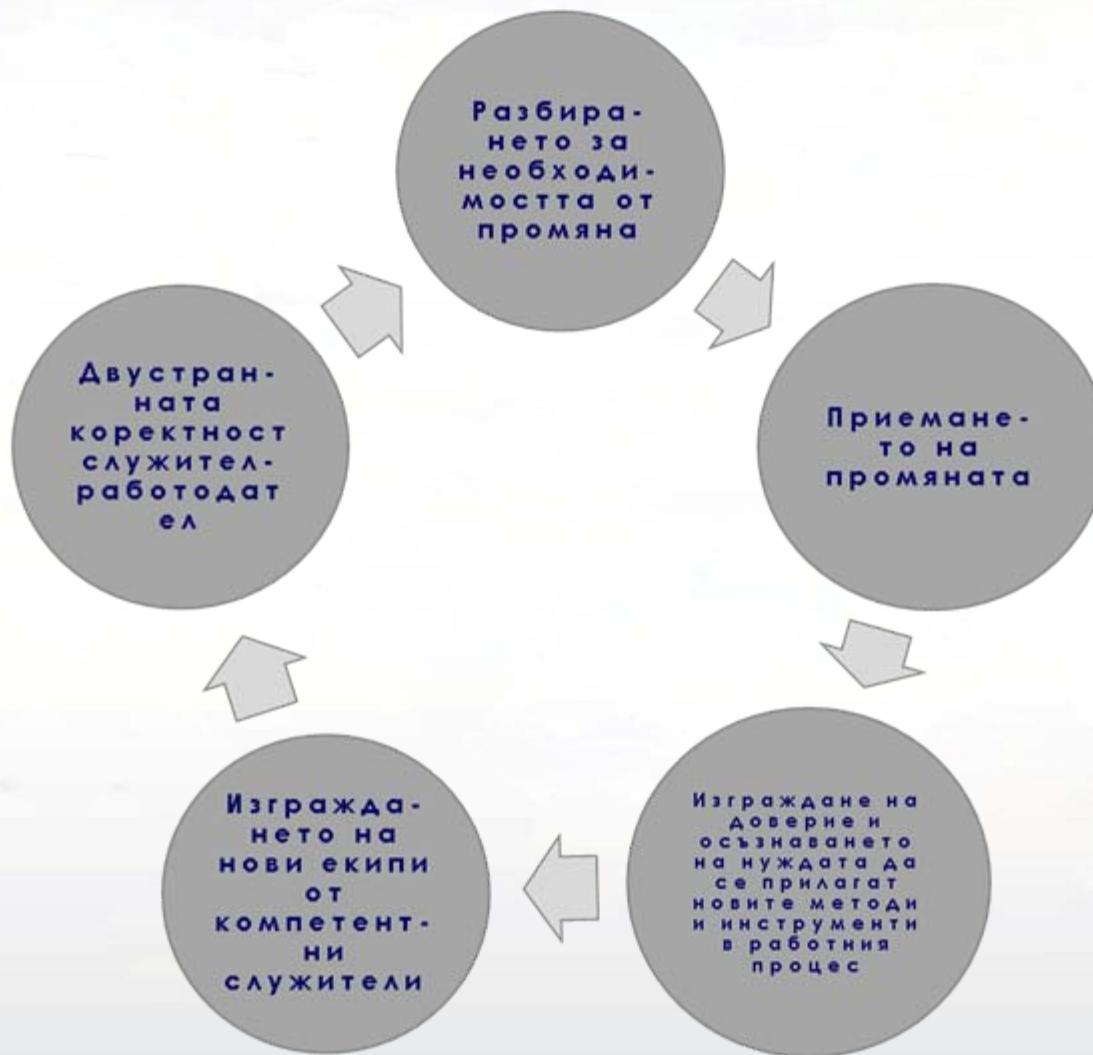 Разбира-
нето за
необходи-
мостта от
промяна
Приемане-
то на
промяната
Изграждане на
доверие и
осъзнаването
на нуждата да
се прилагат
новите методи
и инструменти
в работния
процес
Изгражда-
нето на
нови екипи
от
компетент-
ни
служители
Двустран-
ната
коректност
служител-
работодат
ел